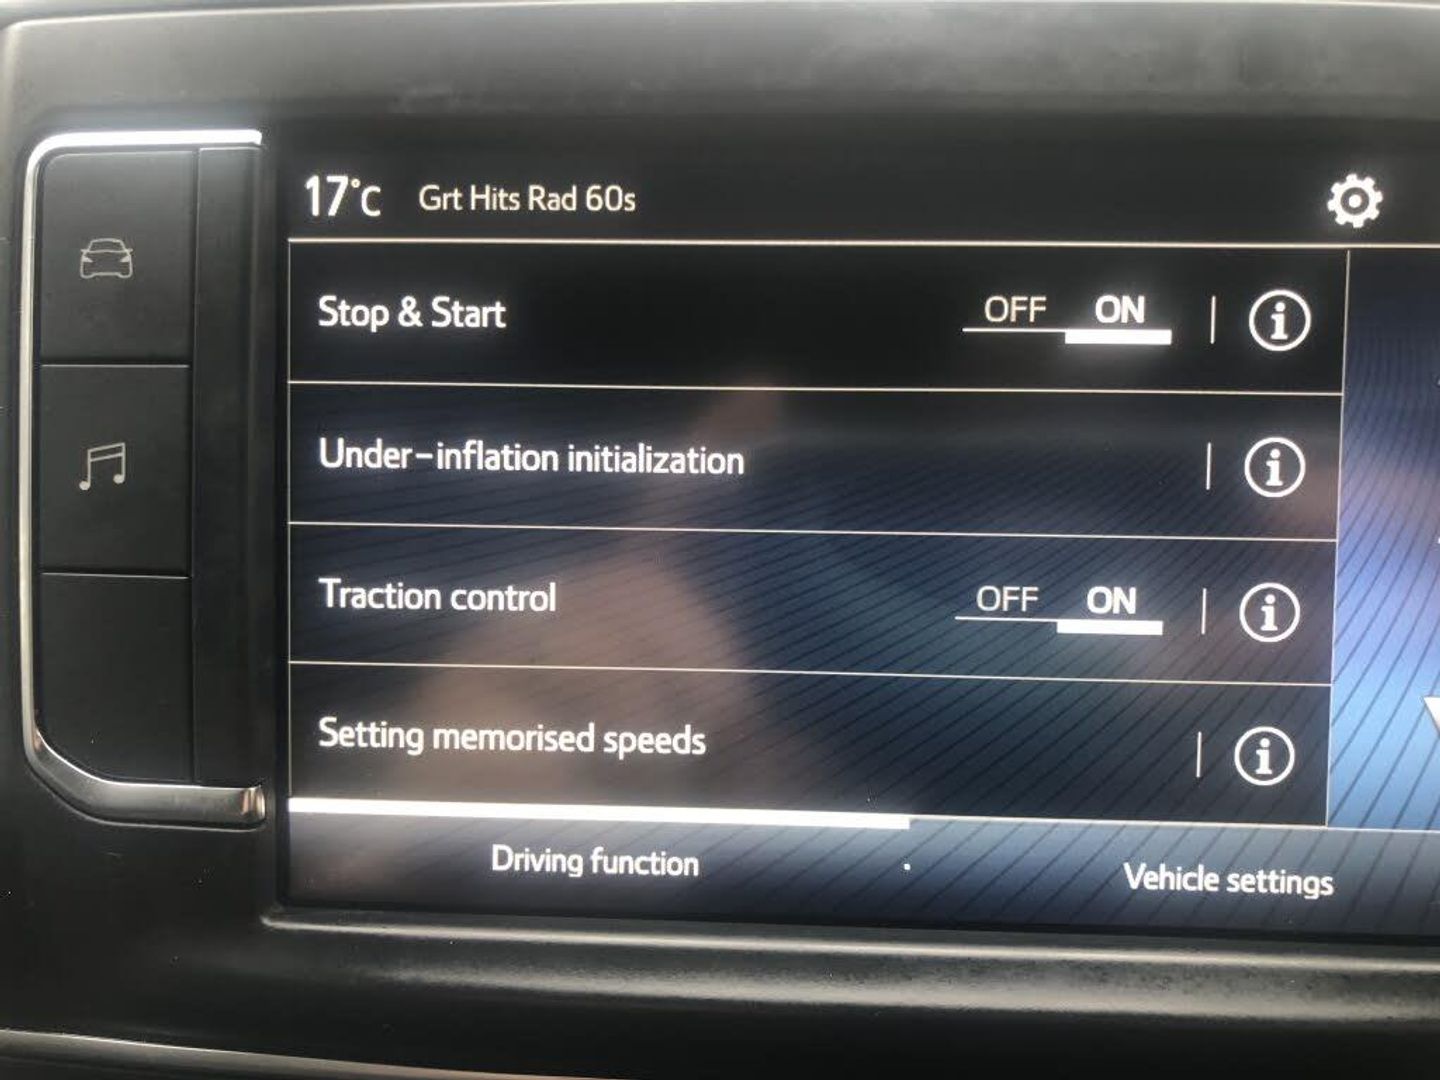 17°C Grt Hits Rad 60s
Stop & Start OFF ON
Under-inflation initialization
Traction control OFF ON
Setting memorised speeds
Driving function Vehicle settings